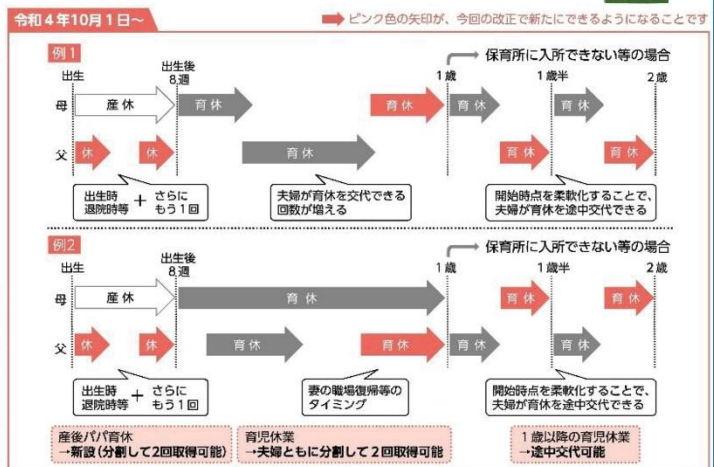 令和4年10月1日～
ピンク色の矢印が、今回の改正で新たにできるようになることです
例1
保育所に入所できない等の場合
出生
出生後
8週
1歳
1歳半
2歳
母
産休
育休
育休
育休
育休
父
休
休
育休
育休
育休
出生時
退院時等
+
さらに
もう1回
夫婦が育休を交代できる
回数が増える
開始時点を柔軟化することで、
夫婦が育休を途中交代できる
例2
保育所に入所できない等の場合
出生
出生後
8週
1歳
1歳半
2歳
母
産休
育休
育休
育休
父
休
休
育休
育休
育休
育休
出生時
退院時等
+
さらに
もう1回
妻の職場復帰等の
タイミング
開始時点を柔軟化することで、
夫婦が育休を途中交代できる
産後パパ育休
→新設(分割して2回取得可能)
育児休業
→夫婦ともに分割して2回取得可能
1歳以降の育児休業
→途中交代可能